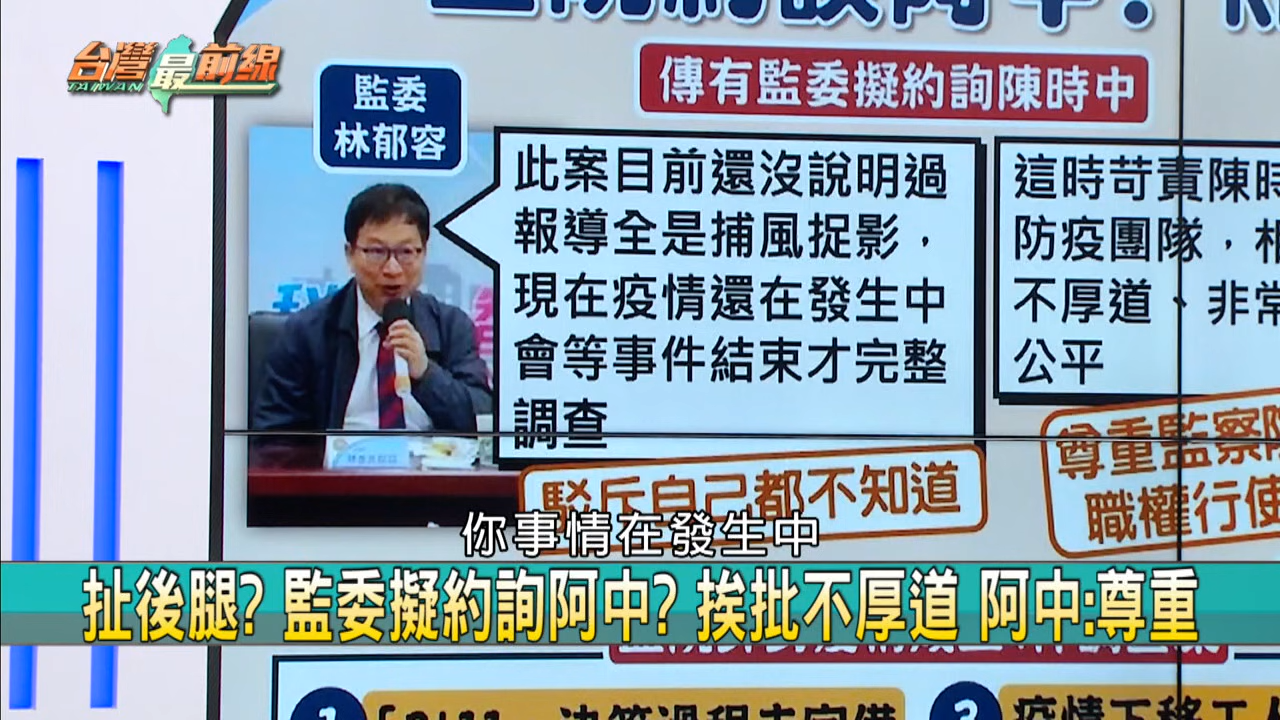 台灣最前線
TAIWAN
傳有監委擬約詢陳時中
監委
林郁容
此案目前還沒說明過
報導全是捕風捉影，
現在疫情還在發生中
會等事件結束才完整
調查
這時苛責陳時
防疫團隊，相
不厚道、非常
公平
駁斥自己都不知道
尊重監察院
職權行使
你事情在發生中
扯後腿？監委擬約詢阿中？挨批不厚道 阿中:尊重